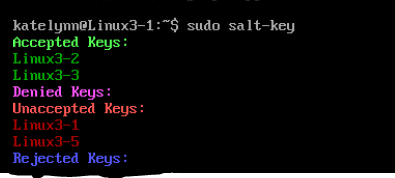 katelynn@Linux3-1:~$ sudo salt-key
Accepted Keys:
Linux3-2
Linux3-3
Denied Keys:
Unaccepted Keys:
Linux3-1
Linux3-5
Rejected Keys: